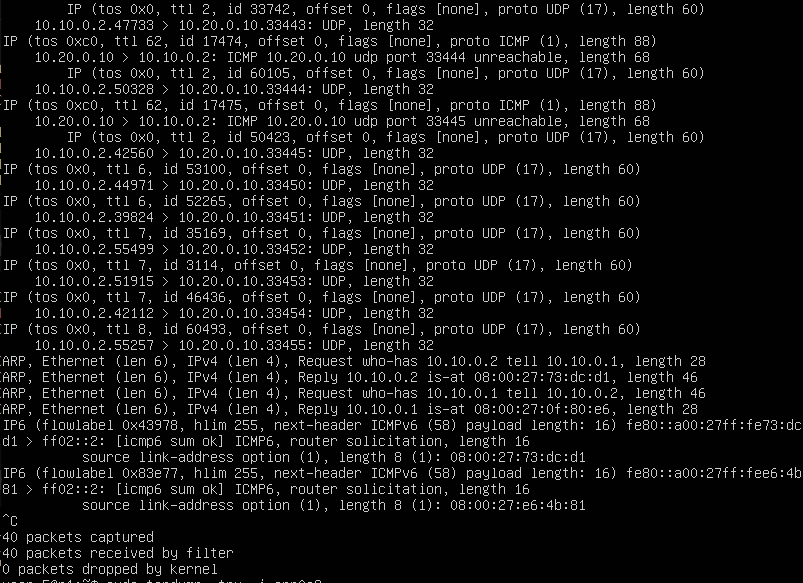 IP (tos 0x0, ttl 2, id 33742, offset 0, flags [none], proto UDP (17), length 60)
10.10.0.2.47733 > 10.20.0.10.33443: UDP, length 32
IP (tos 0xc0, ttl 62, id 17474, offset 0, flags [none], proto ICMP (1), length 88)
10.20.0.10 > 10.10.0.2: ICMP 10.20.0.10 udp port 33444 unreachable, length 68
IP (tos 0x0, ttl 2, id 60105, offset 0, flags [none], proto UDP (17), length 60)
10.10.0.2.50328 > 10.20.0.10.33444: UDP, length 32
IP (tos 0xc0, ttl 62, id 17475, offset 0, flags [none], proto ICMP (1), length 88)
10.20.0.10 > 10.10.0.2: ICMP 10.20.0.10 udp port 33445 unreachable, length 68
IP (tos 0x0, ttl 2, id 50423, offset 0, flags [none], proto UDP (17), length 60)
10.10.0.2.42560 > 10.20.0.10.33445: UDP, length 32
IP (tos 0x0, ttl 6, id 53100, offset 0, flags [none], proto UDP (17), length 60)
10.10.0.2.44971 > 10.20.0.10.33450: UDP, length 32
IP (tos 0x0, ttl 6, id 52265, offset 0, flags [none], proto UDP (17), length 60)
10.10.0.2.39824 > 10.20.0.10.33451: UDP, length 32
IP (tos 0x0, ttl 7, id 35169, offset 0, flags [none], proto UDP (17), length 60)
10.10.0.2.55499 > 10.20.0.10.33452: UDP, length 32
IP (tos 0x0, ttl 7, id 3114, offset 0, flags [none], proto UDP (17), length 60)
10.10.0.2.51915 > 10.20.0.10.33453: UDP, length 32
IP (tos 0x0, ttl 7, id 46436, offset 0, flags [none], proto UDP (17), length 60)
10.10.0.2.42112 > 10.20.0.10.33454: UDP, length 32
IP (tos 0x0, ttl 8, id 60493, offset 0, flags [none], proto UDP (17), length 60)
10.10.0.2.55257 > 10.20.0.10.33455: UDP, length 32
ARP, Ethernet (len 6), IPv4 (len 4), Request who-has 10.10.0.2 tell 10.10.0.1, length 28
ARP, Ethernet (len 6), IPv4 (len 4), Reply 10.10.0.2 is-at 08:00:27:73:dc:d1, length 46
ARP, Ethernet (len 6), IPv4 (len 4), Request who-has 10.10.0.1 tell 10.10.0.2, length 46
ARP, Ethernet (len 6), IPv4 (len 4), Reply 10.10.0.1 is-at 08:00:27:0f:80:e6, length 28
IP6 (flowlabel 0x43978, hlim 255, next-header ICMPv6 (58) payload length: 16) fe80::a00:27ff:fe73:dc
d1 > ff02::2: [icmp6 sum ok] ICMP6, router solicitation, length 16
source link-address option (1), length 8 (1): 08:00:27:73:dc:d1
IP6 (flowlabel 0x83e77, hlim 255, next-header ICMPv6 (58) payload length: 16) fe80::a00:27ff:fee6:4b
81 > ff02::2: [icmp6 sum ok] ICMP6, router solicitation, length 16
source link-address option (1), length 8 (1): 08:00:27:e6:4b:81
^C
40 packets captured
40 packets received by filter
0 packets dropped by kernel